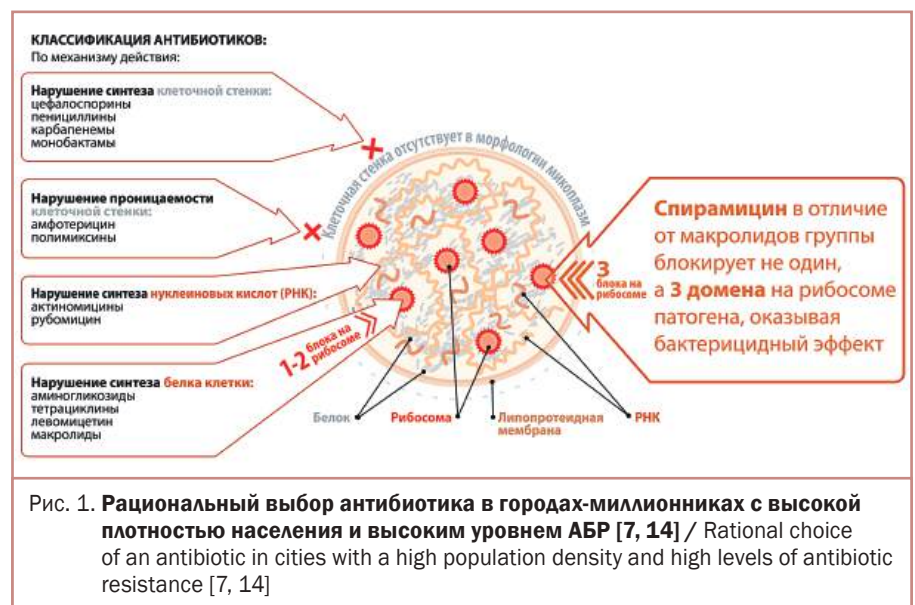 КЛАССИФИКАЦИЯ АНТИБИОТИКОВ:
По механизму действия:
Нарушение синтеза клеточной стенки:
цефалоспорины
пенициллины
карбапенемы
монобактамы
Нарушение проницаемости
клеточной стенки:
амфотерицин
полимиксины
Нарушение синтеза нуклеиновых кислот (РНК):
актиномицины
рубомицин
Нарушение синтеза белка клетки:
аминогликозиды
тетрациклины
левомицетин
макролиды
Клеточная стенка отсутствует в морфологии микоплазм
1-2 блока на
рибосоме
3
блока на
рибосоме
Спирамицин в отличие
от макролидов группы
блокирует не один,
а 3 домена на рибосоме
патогена, оказывая
бактерицидный эффект
Белок
Рибосома
Липопротеидная
мембрана
РНК
Рис. 1. Рациональный выбор антибиотика в городах-миллионниках с высокой
плотностью населения и высоким уровнем АБР [7, 14] / Rational choice
of an antibiotic in cities with a high population density and high levels of antibiotic
resistance [7, 14]